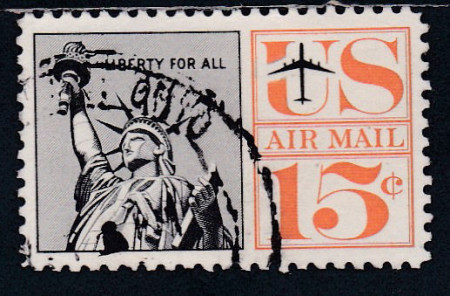 LIBERTY FOR ALL
US
AIR MAIL
15¢